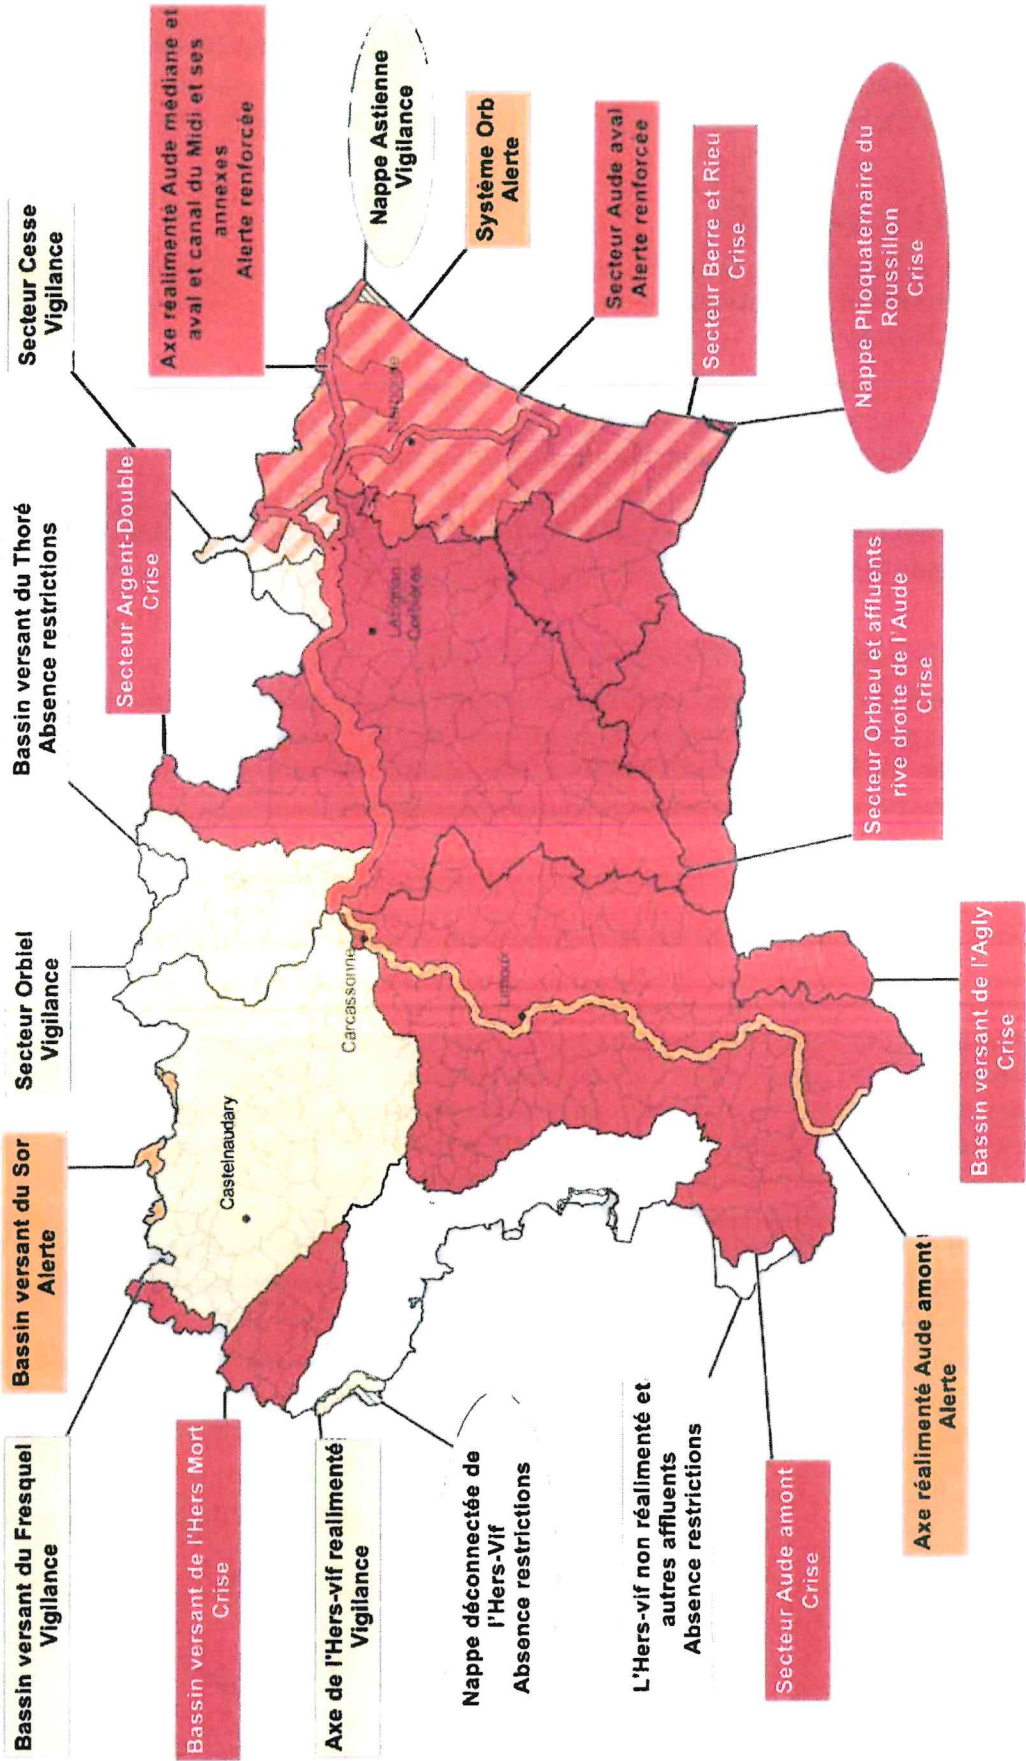 Bassin versant du Fresquel
Vigilance
Bassin versant du Sor
Alerte
Secteur Orbiel
Vigilance
Bassin versant du Thoré
Absence restrictions
Secteur Cesse
Vigilance
Bassin versant de l'Hers Mort
Crise
Secteur Argent-Double
Crise
Axe réalimenté Aude médiane et
aval et canal du Midi et ses
annexes
Alerte renforcée
Axe de l'Hers-vif realimenté
Vigilance
Castelnaudary
Carcassonne
Lézignan
Corbières
Narbonne
Limoux
Nappe Astienne
Vigilance
Système Orb
Alerte
Nappe déconnectée de
l'Hers-Vif
Absence restrictions
Secteur Aude aval
Alerte renforcée
L'Hers-vif non réalimenté et
autres affluents
Absence restrictions
Secteur Berre et Rieu
Crise
Secteur Aude amont
Crise
Secteur Orbieu et affluents
rive droite de l'Aude
Crise
Nappe Plioquaternaire du
Roussillon
Crise
Axe réalimenté Aude amont
Alerte
Bassin versant de l'Agly
Crise